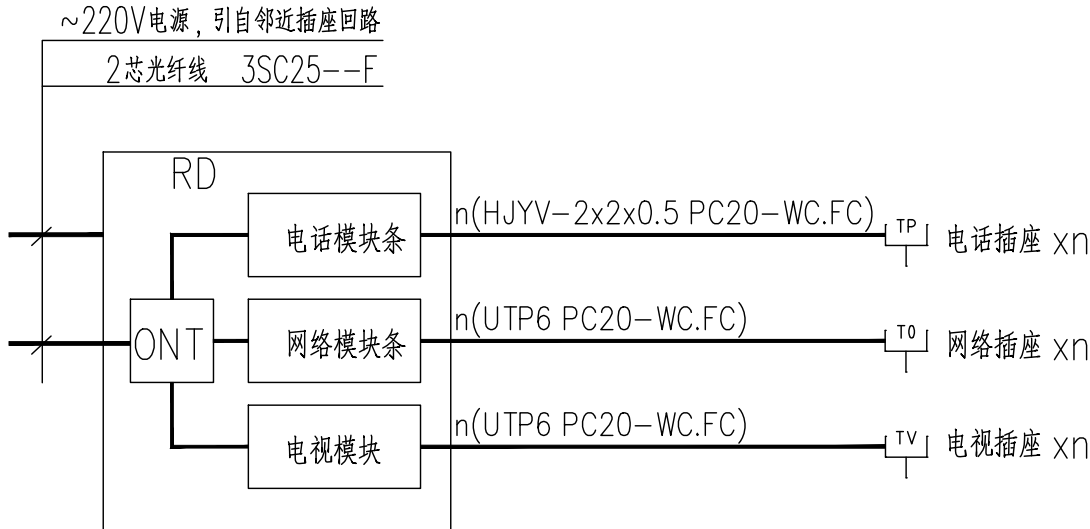 ~220V电源，引自邻近插座回路
2芯光纤线 3SC25--F
RD
电话模块条
n(HJYV-2x2x0.5 PC20-WC.FC)
TP
电话插座 xn
ONT
网络模块条
n(UTP6 PC20-WC.FC)
TO
网络插座 xn
电视模块
n(UTP6 PC20-WC.FC)
TV
电视插座 xn